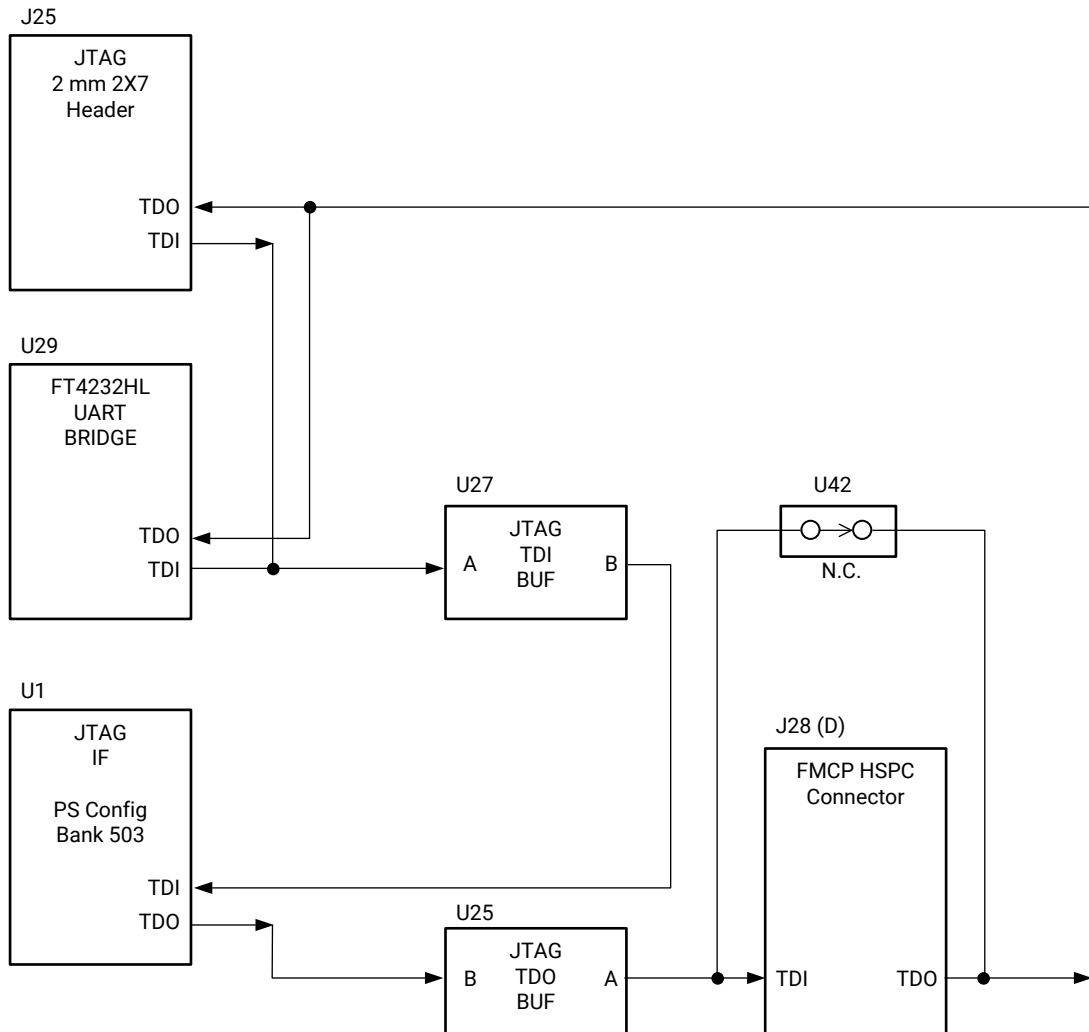 J25
JTAG
2 mm 2X7
Header
TDO
TDI
U29
FT4232HL
UART
BRIDGE
TDO
TDI
U27
JTAG
TDI
BUF
A
B
U42
N.C.
U1
JTAG
IF
PS Config
Bank 503
TDI
TDO
U25
JTAG
TDO
BUF
B
A
J28 (D)
FMCP HSPC
Connector
TDI
TDO